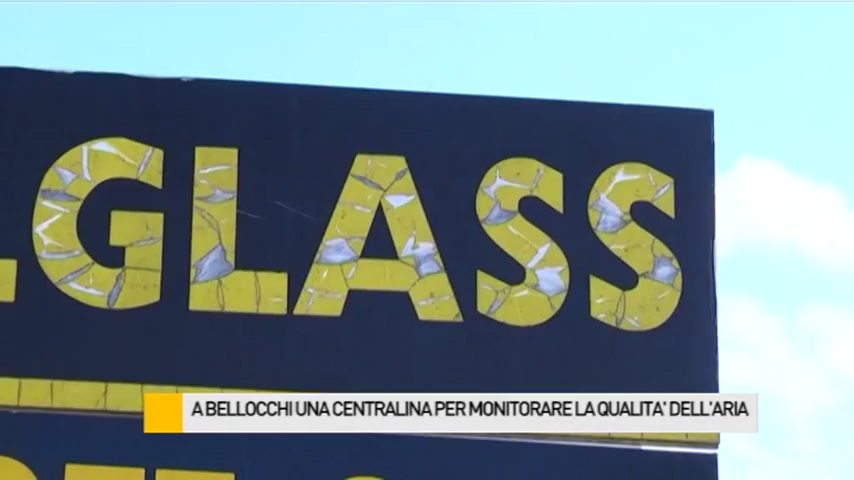 GLASS
A BELLOCCHI UNA CENTRALINA PER MONITORARE LA QUALITA' DELL'ARIA